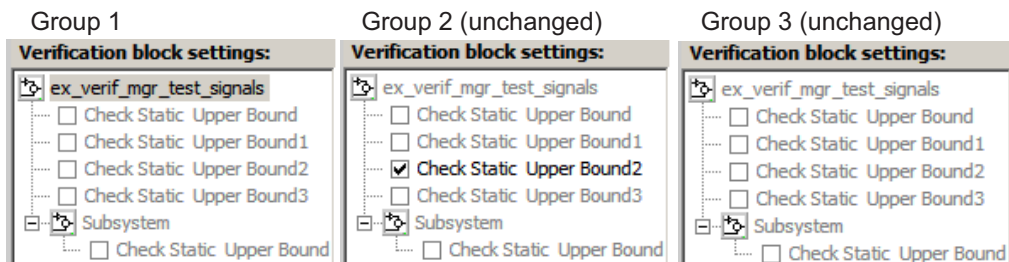 Group 1
Verification block settings:
ex_verif_mgr_test_signals
Check Static Upper Bound
Check Static Upper Bound1
Check Static Upper Bound2
Check Static Upper Bound3
Subsystem
Check Static Upper Bound
Group 2 (unchanged)
Verification block settings:
ex_verif_mgr_test_signals
Check Static Upper Bound
Check Static Upper Bound1
Check Static Upper Bound2
Check Static Upper Bound3
Subsystem
Check Static Upper Bound
Group 3 (unchanged)
Verification block settings:
ex_verif_mgr_test_signals
Check Static Upper Bound
Check Static Upper Bound1
Check Static Upper Bound2
Check Static Upper Bound3
Subsystem
Check Static Upper Bound